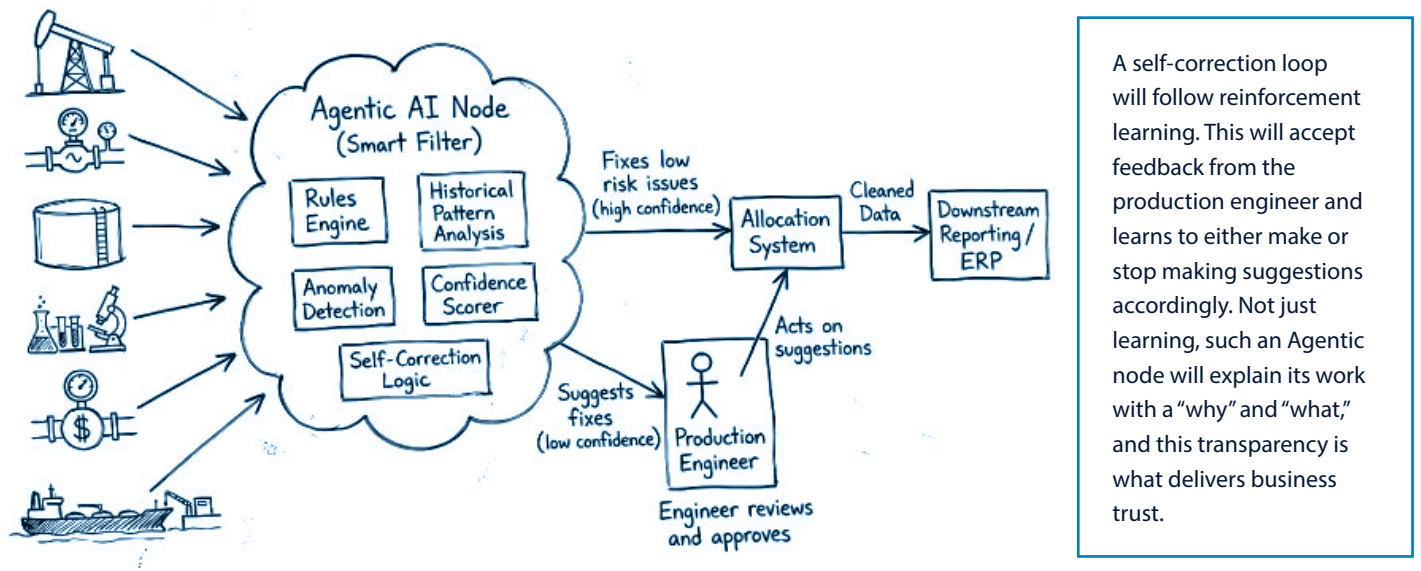 Agentic AI Node
(Smart Filter)
Rules
Engine
Historical
Pattern
Analysis
Anomaly
Detection
Confidence
Scorer
Self-Correction
Logic
$
Fixes low
risk issues
(high confidence)
Allocation
System
Cleaned
Data
Downstream
Reporting/
ERP
Acts on
suggestions
Suggests
fixes
(low confidence)
Production
Engineer
Engineer reviews
and approves
A self-correction loop
will follow reinforcement
learning. This will accept
feedback from the
production engineer and
learns to either make or
stop making suggestions
accordingly. Not just
learning, such an Agentic
node will explain its work
with a “why” and “what,”
and this transparency is
what delivers business
trust.